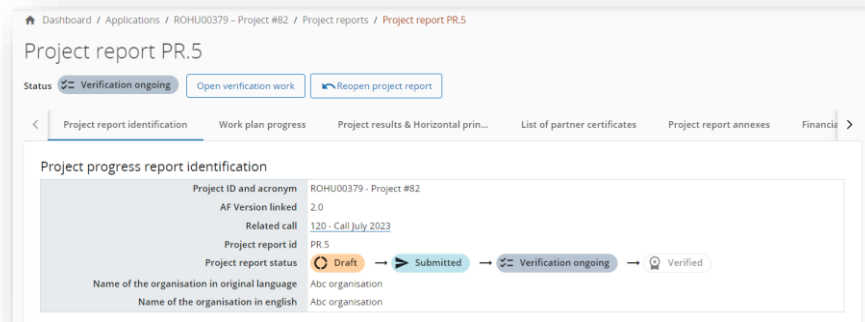 Dashboard / Applications / ROHU00379 – Project #82 / Project reports / Project report PR.5
Project report PR.5
Status Verification ongoing Open verification work Reopen project report
Project report identification Work plan progress Project results & Horizontal prin... List of partner certificates Project report annexes Financia
Project progress report identification
Project ID and acronym ROHU00379 - Project #82
AF Version linked 2.0
Related call 120 - Call July 2023
Project report id PR.5
Project report status Draft → Submitted → Verification ongoing → Verified
Name of the organisation in original language Abc organisation
Name of the organisation in english Abc organisation